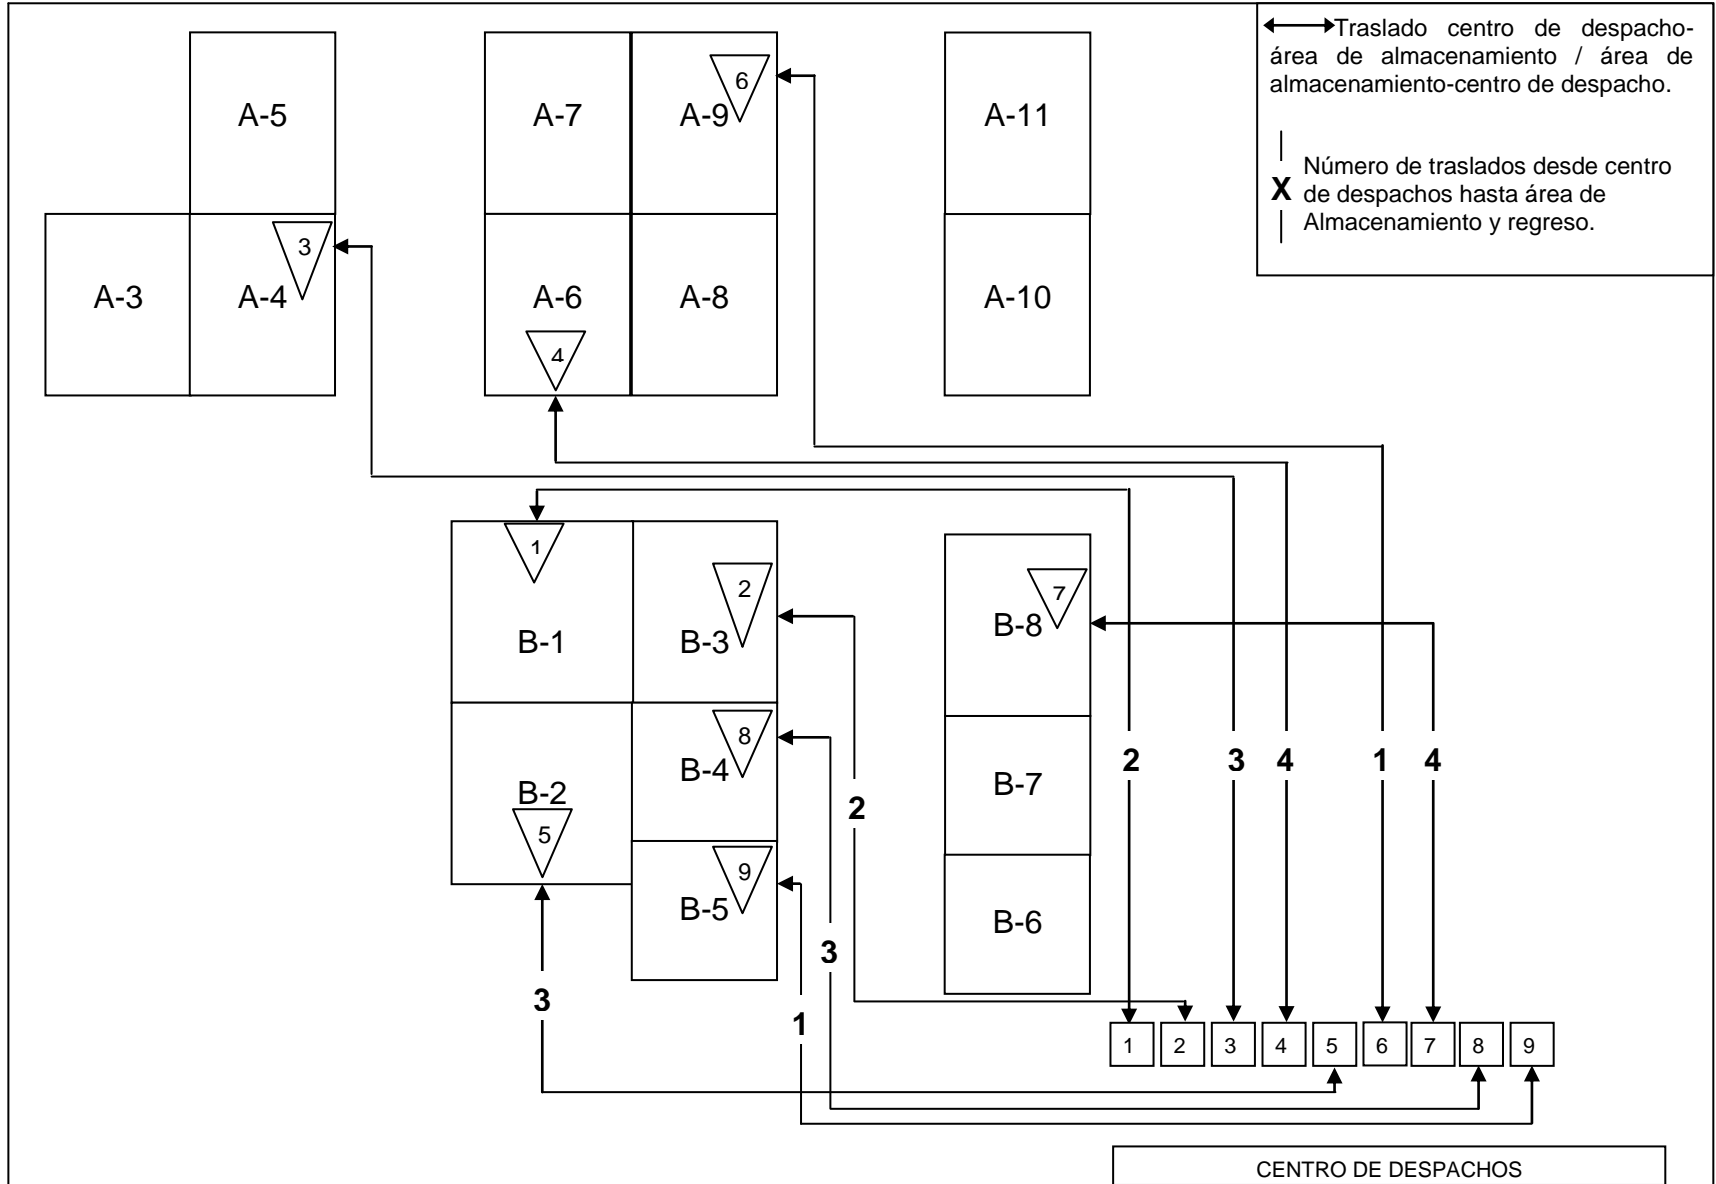 Traslado centro de despacho-
área de almacenamiento / área de
almacenamiento-centro de despacho.
Número de traslados desde centro
X de despachos hasta área de
Almacenamiento y regreso.
A-5
A-7
A-9
6
A-11
3
A-3
A-4
A-6
A-8
A-10
4
1
2
7
B-1
B-3
B-8
8
B-4
2
3
4
1
4
B-2
B-7
2
5
9
B-5
B-6
3
3
1
1
2
3
4
5
6
7
8
9
CENTRO DE DESPACHOS